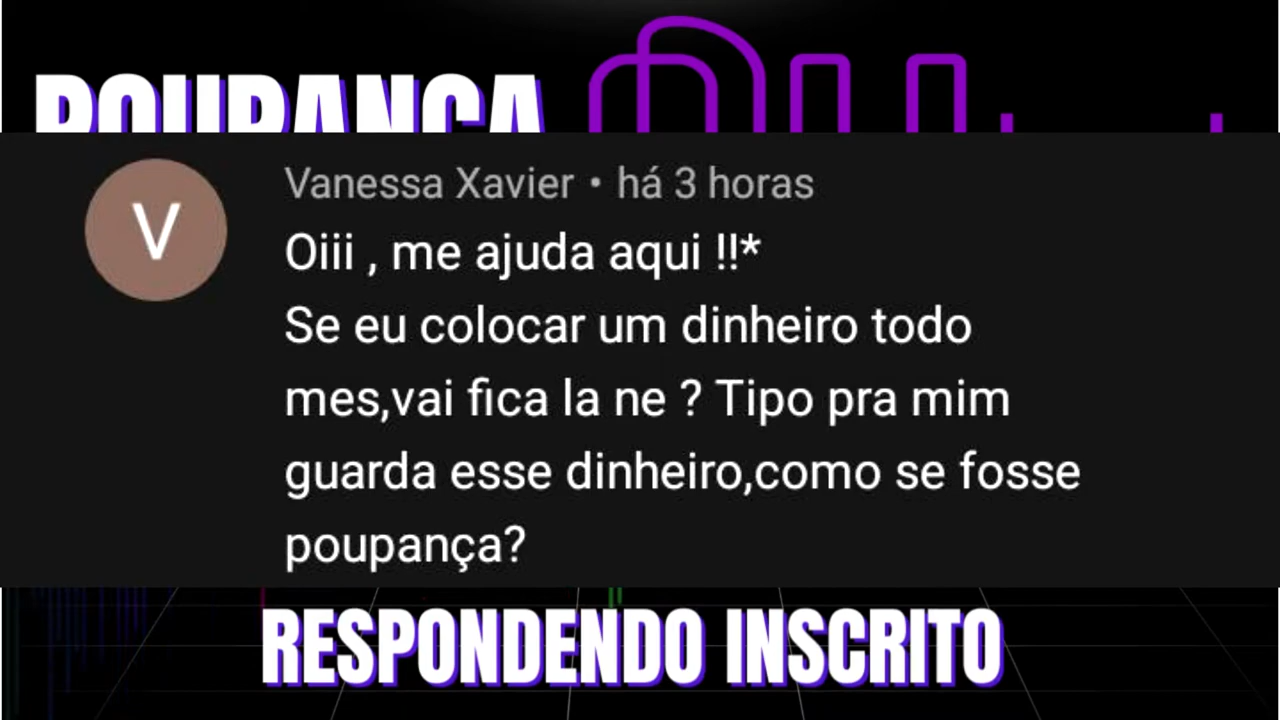 POUPANÇA
Vanessa Xavier • há 3 horas
Oiii , me ajuda aqui !!*
Se eu colocar um dinheiro todo
mes,vai fica la ne ? Tipo pra mim
guarda esse dinheiro,como se fosse
poupança?
V
RESPONDENDO INSCRITO